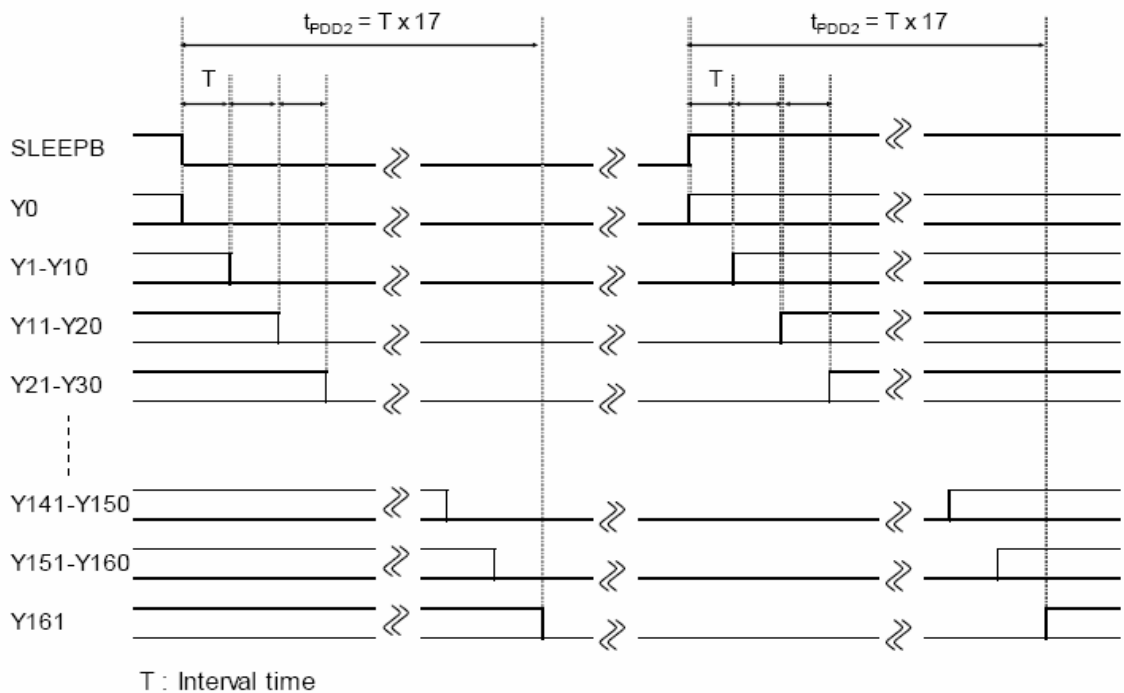 tPDD2 = T x 17 tPDD2 = T x 17
T T
SLEEPB
Y0
Y1-Y10
Y11-Y20
Y21-Y30
Y141-Y150
Y151-Y160
Y161
T : Interval time